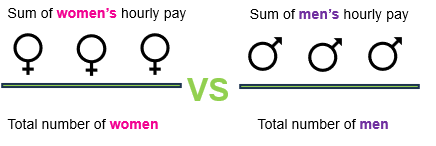 Sum of women's hourly pay
Sum of men's hourly pay
VS
Total number of women
Total number of men